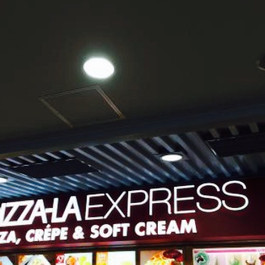 IZZA-LA EXPRESS
ZA, CRÊPE & SOFT CREAM